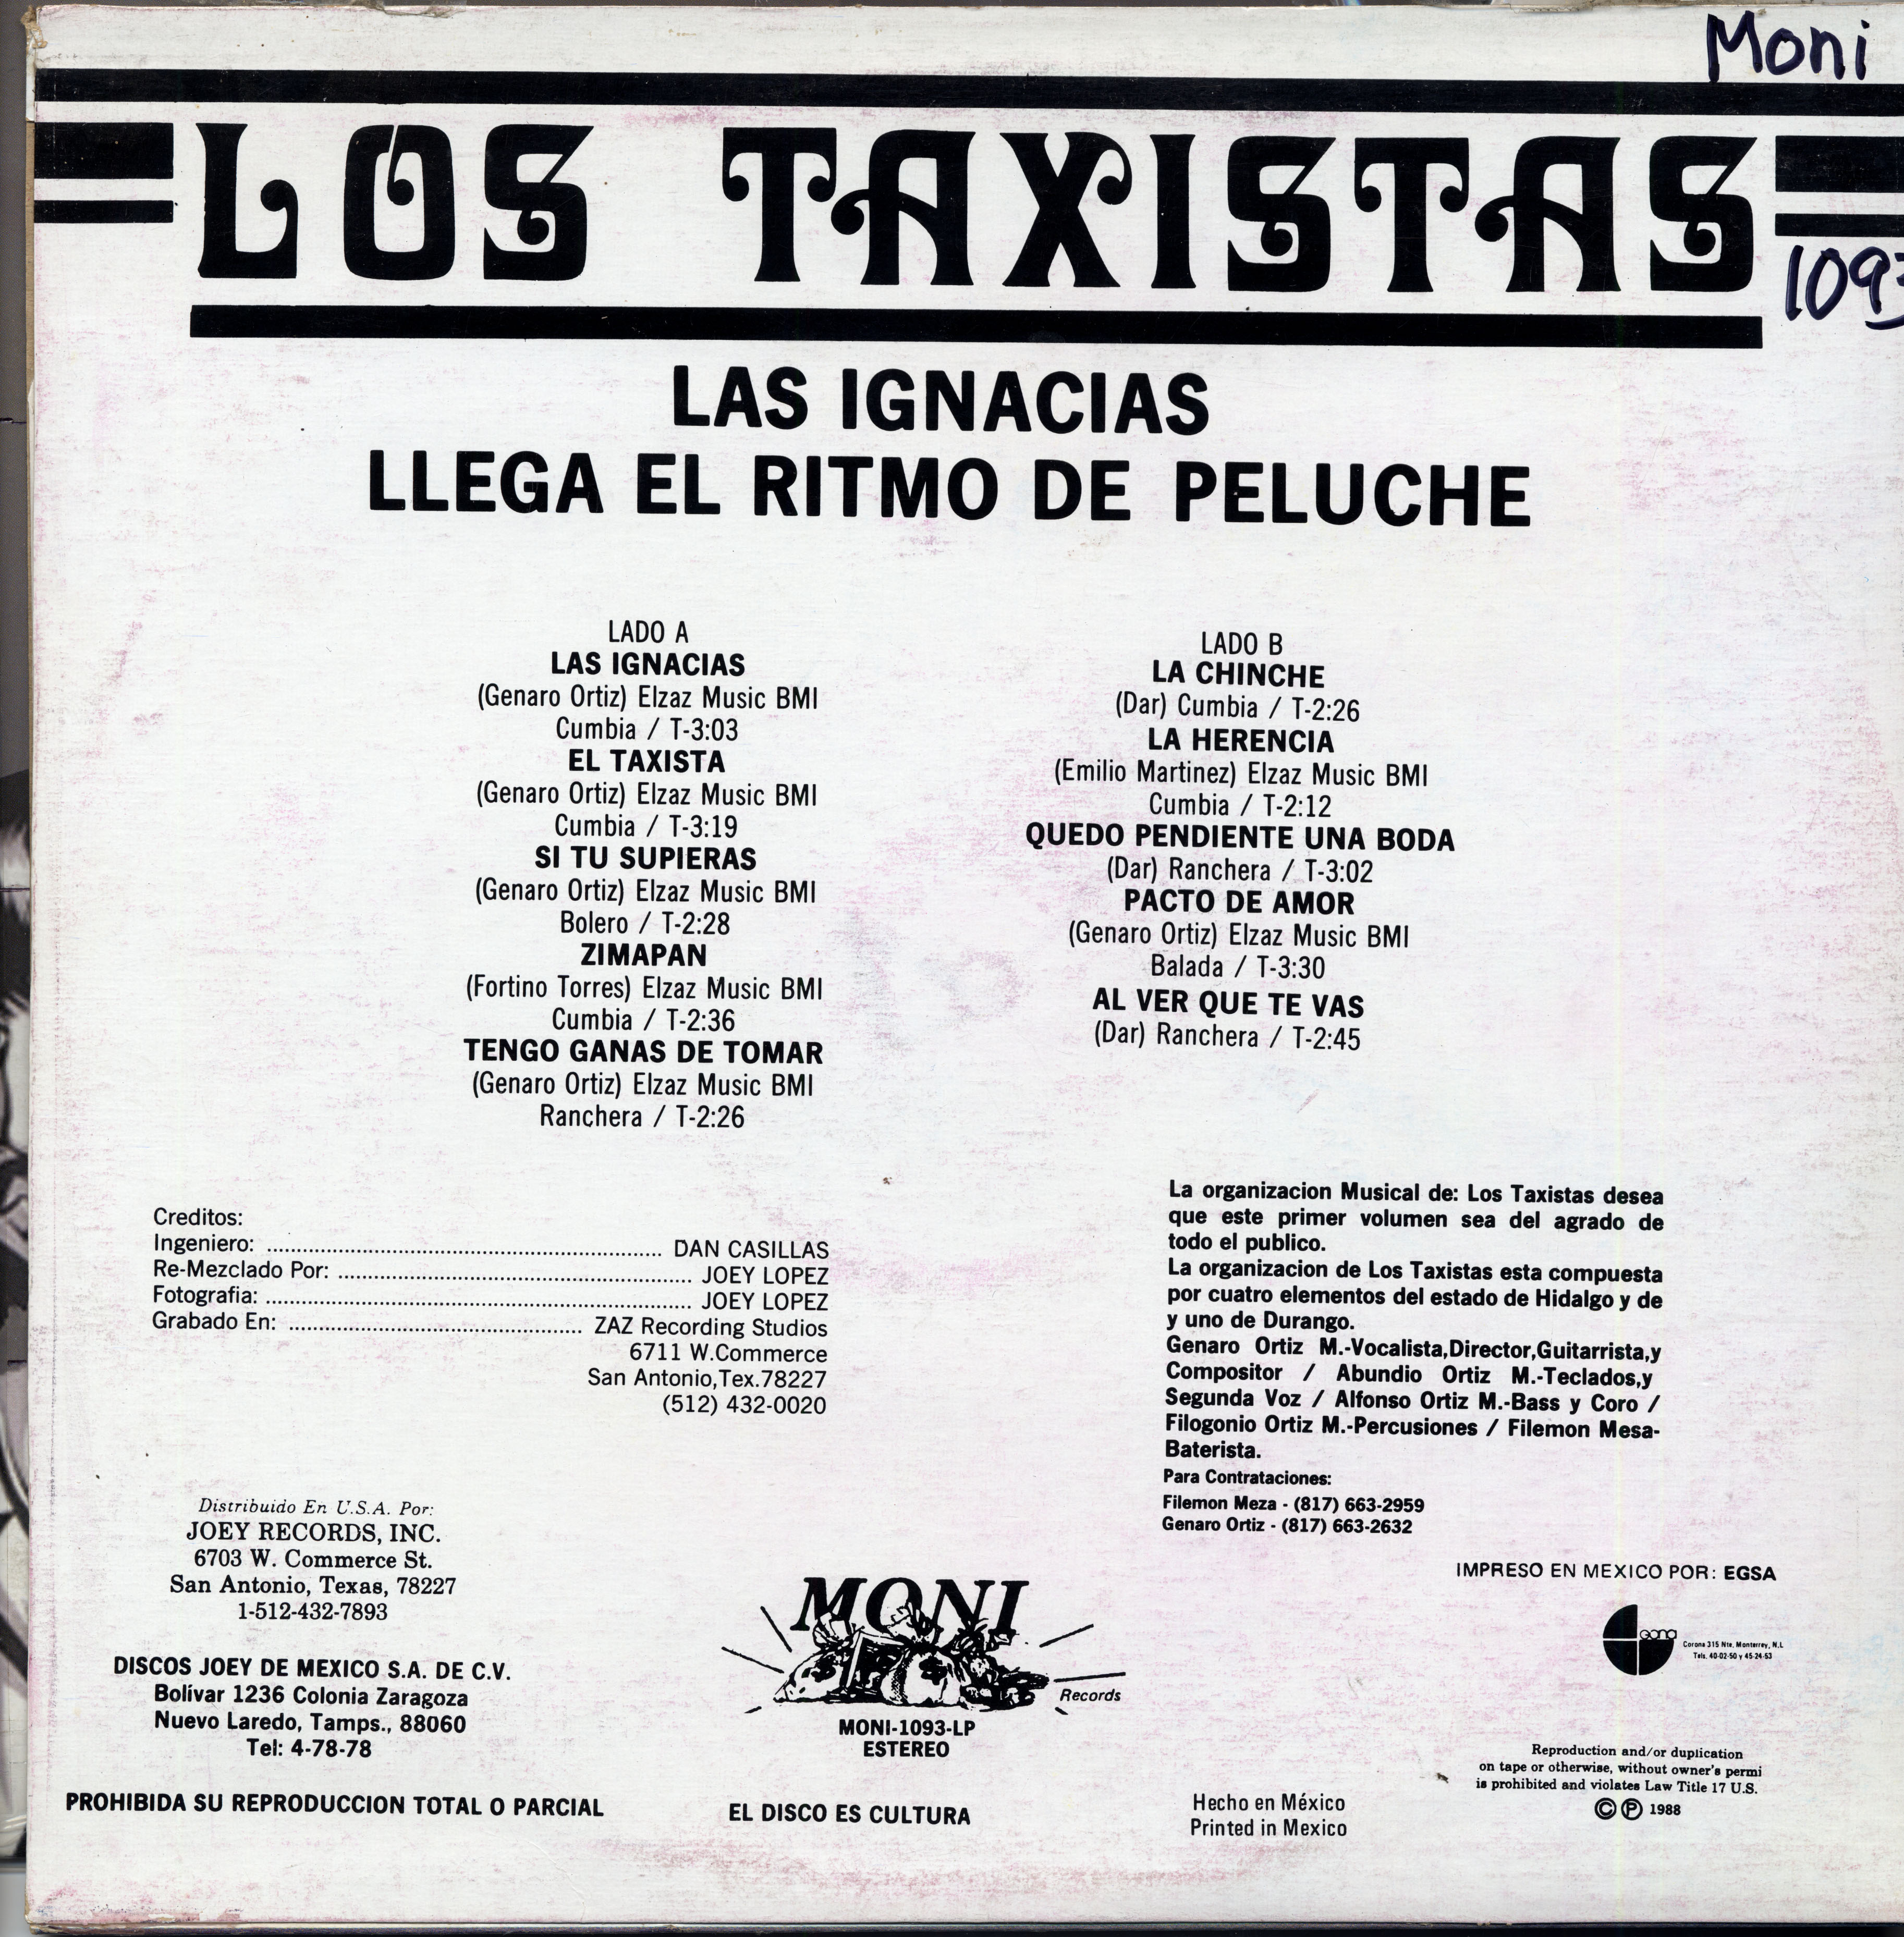 Moni
LOS TAXISTAS
109
LAS IGNACIAS
LLEGA EL RITMO DE PELUCHE
LADO A
LAS IGNACIAS
(Genaro Ortiz) Elzaz Music BMI
Cumbia / T-3:03
EL TAXISTA
(Genaro Ortiz) Elzaz Music BMI
Cumbia / T-3:19
SI TU SUPIERAS
(Genaro Ortiz) Elzaz Music BMI
Bolero / T-2:28
ZIMAPAN
(Fortino Torres) Elzaz Music BMI
Cumbia / T-2:36
TENGO GANAS DE TOMAR
(Genaro Ortiz) Elzaz Music BMI
Ranchera / T-2:26
LADO B
LA CHINCHE
(Dar) Cumbia / T-2:26
LA HERENCIA
(Emilio Martinez) Elzaz Music BMI
Cumbia / T-2:12
QUEDO PENDIENTE UNA BODA
(Dar) Ranchera / T-3:02
PACTO DE AMOR
(Genaro Ortiz) Elzaz Music BMI
Balada / T-3:30
AL VER QUE TE VAS
(Dar) Ranchera / T-2:45
Creditos:
Ingeniero: ............................................................ DAN CASILLAS
Re-Mezclado Por: ...................................................... JOEY LOPEZ
Fotografia: ................................................................ JOEY LOPEZ
Grabado En: ............................................. ZAZ Recording Studios
6711 W.Commerce
San Antonio,Tex.78227
(512) 432-0020
La organizacion Musical de: Los Taxistas desea
que este primer volumen sea del agrado de
todo el publico.
La organizacion de Los Taxistas esta compuesta
por cuatro elementos del estado de Hidalgo y de
y uno de Durango.
Genaro Ortiz M.-Vocalista,Director,Guitarrista,y
Compositor / Abundio Ortiz M.-Teclados,y
Segunda Voz / Alfonso Ortiz M.-Bass y Coro /
Filogonio Ortiz M.-Percusiones / Filemon Mesa-
Baterista.
Para Contrataciones:
Filemon Meza - (817) 663-2959
Genaro Ortiz - (817) 663-2632
Distribuido En U.S.A. Por:
JOEY RECORDS, INC.
6703 W. Commerce St.
San Antonio, Texas, 78227
1-512-432-7893
DISCOS JOEY DE MEXICO S.A. DE C.V.
Bolívar 1236 Colonia Zaragoza
Nuevo Laredo, Tamps., 88060
Tel: 4-78-78
PROHIBIDA SU REPRODUCCION TOTAL O PARCIAL
MONI
Records
MONI-1093-LP
ESTEREO
EL DISCO ES CULTURA
IMPRESO EN MEXICO POR: EGSA
Corona 315 Nte. Monterrey, N.L
Tels. 40-02-50 y 45-24-53
Hecho en México
Printed in Mexico
Reproduction and/or duplication
on tape or otherwise, without owner's permi
is prohibited and violates Law Title 17 U.S.
© ℗ 1988